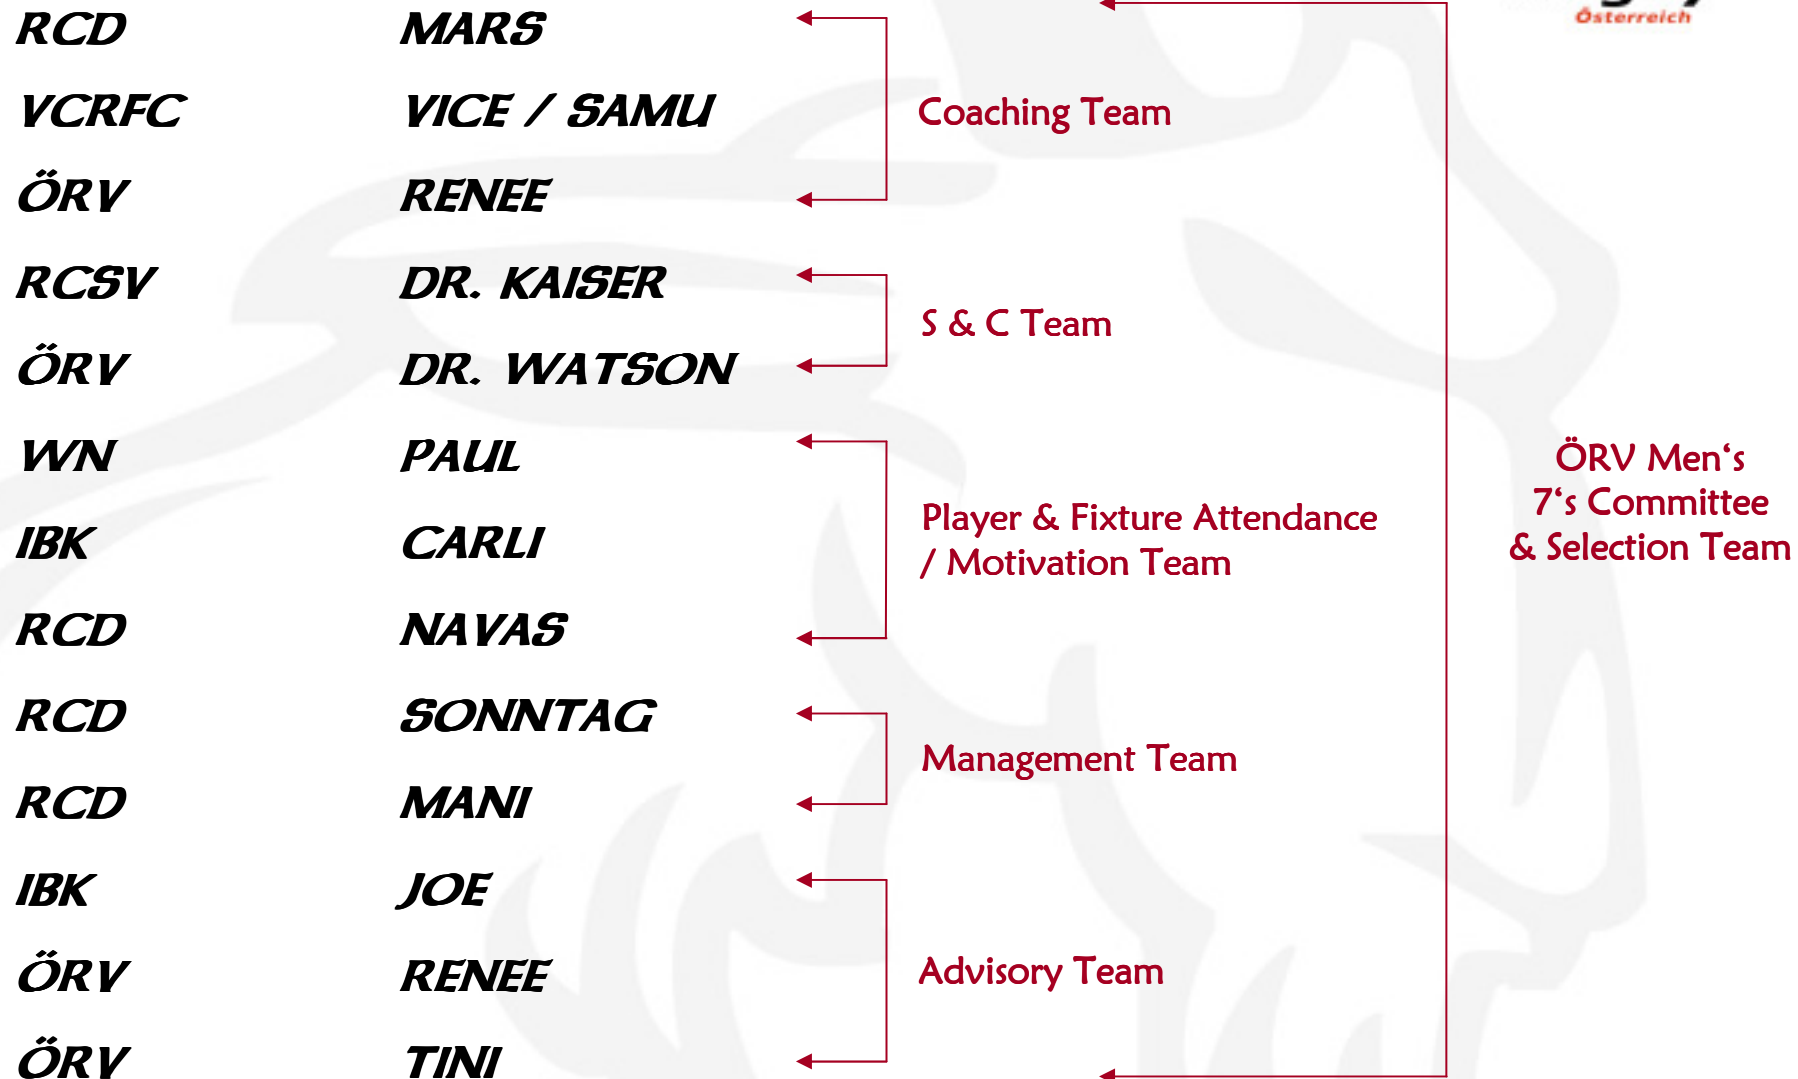 Österreich
RCD MARS
VCRFC VICE / SAMU
Coaching Team
ÖRV RENEE
RCSV DR. KAISER
S & C Team
ÖRV DR. WATSON
WN PAUL
Player & Fixture Attendance
/ Motivation Team
IBK CARLI
RCD NAVAS
RCD SONNTAG
Management Team
RCD MANI
IBK JOE
ÖRV RENEE
Advisory Team
ÖRV TINI
ÖRV Men‘s
7‘s Committee
& Selection Team